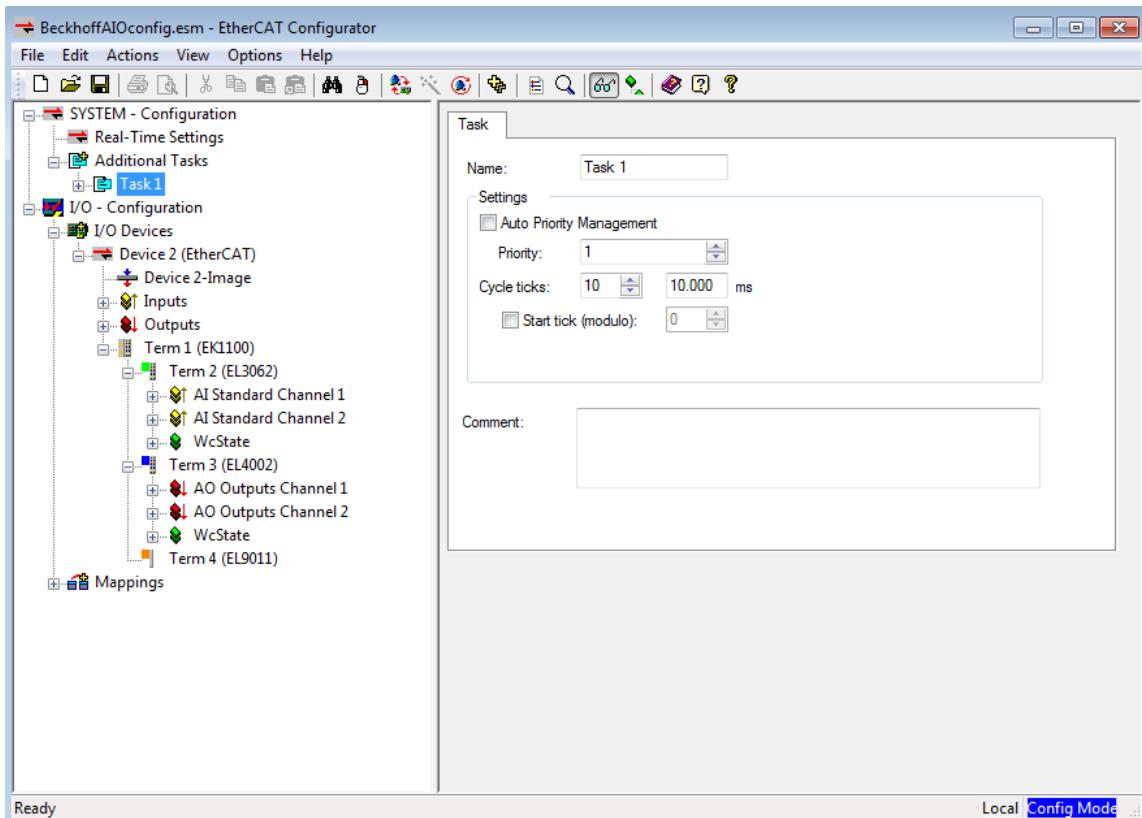 BeckhoffAIOconfig.esm - EtherCAT Configurator
File Edit Actions View Options Help
SYSTEM - Configuration
Real-Time Settings
Additional Tasks
Task 1
I/O - Configuration
I/O Devices
Device 2 (EtherCAT)
Device 2-Image
Inputs
Outputs
Term 1 (EK1100)
Term 2 (EL3062)
AI Standard Channel 1
AI Standard Channel 2
WcState
Term 3 (EL4002)
AO Outputs Channel 1
AO Outputs Channel 2
WcState
Term 4 (EL9011)
Mappings
Task
Name: Task 1
Settings
Auto Priority Management
Priority: 1
Cycle ticks: 10 10.000 ms
Start tick (modulo): 0
Comment:
Ready Local Config Mode